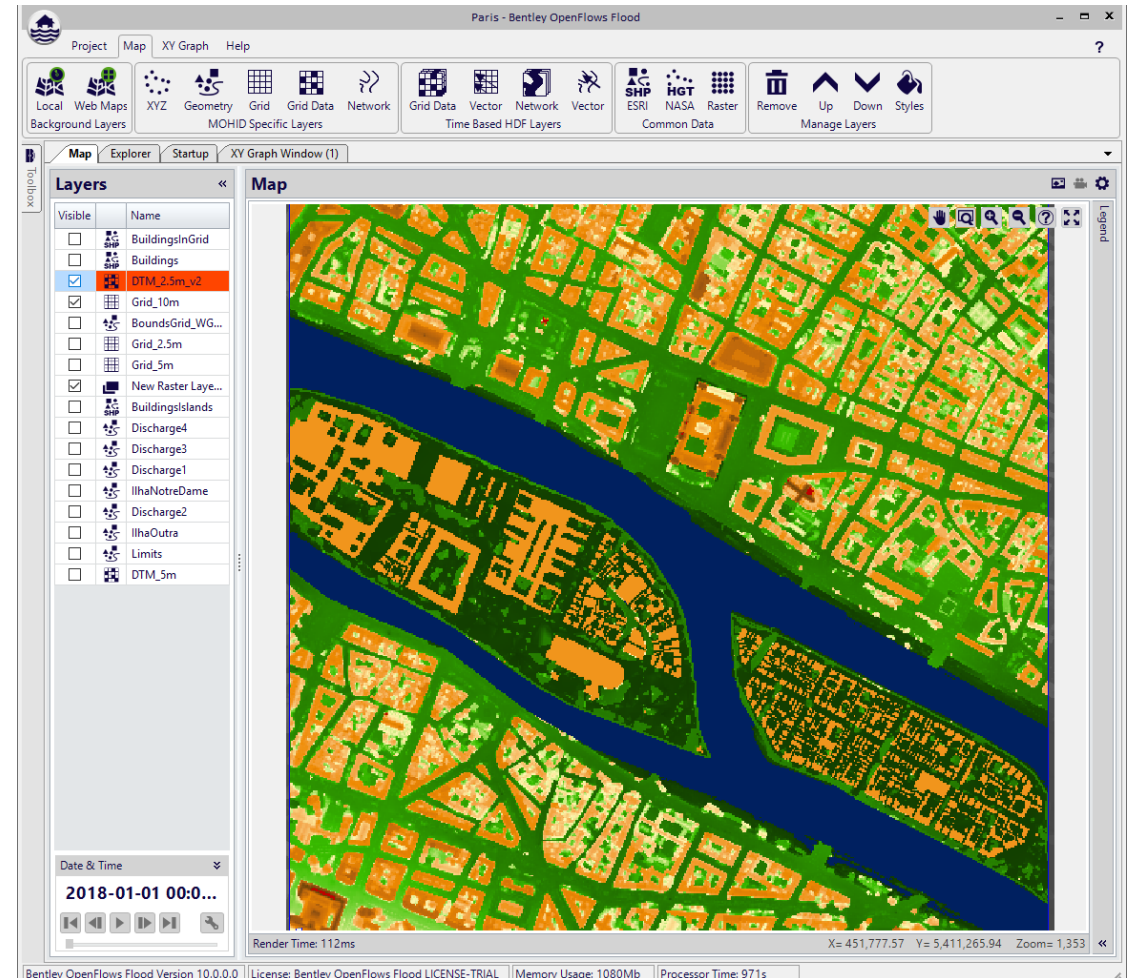 Paris - Bentley OpenFlows Flood
Project Map XY Graph Help ?
SHP HGT
Local Web Maps XYZ Geometry Grid Grid Data Network Grid Data Vector Network Vector ESRI NASA Raster Remove Up Down Styles
Background Layers MOHID Specific Layers Time Based HDF Layers Common Data Manage Layers
Toolbox
Map Explorer Startup XY Graph Window (1)
Layers «
Map
Legend
Visible Name
SHP BuildingsInGrid
SHP Buildings
DTM_2.5m_v2
Grid_10m
BoundsGrid_WG...
Grid_2.5m
Grid_5m
New Raster Laye...
SHP BuildingsIslands
Discharge4
Discharge3
Discharge1
IlhaNotreDame
Discharge2
IlhaOutra
Limits
DTM_5m
Date & Time
2018-01-01 00:0...
Render Time: 112ms X= 451,777.57 Y= 5,411,265.94 Zoom= 1,353 «
Bentley OpenFlows Flood Version 10.0.0.0 License: Bentley OpenFlows Flood LICENSE-TRIAL Memory Usage: 1080Mb Processor Time: 971s